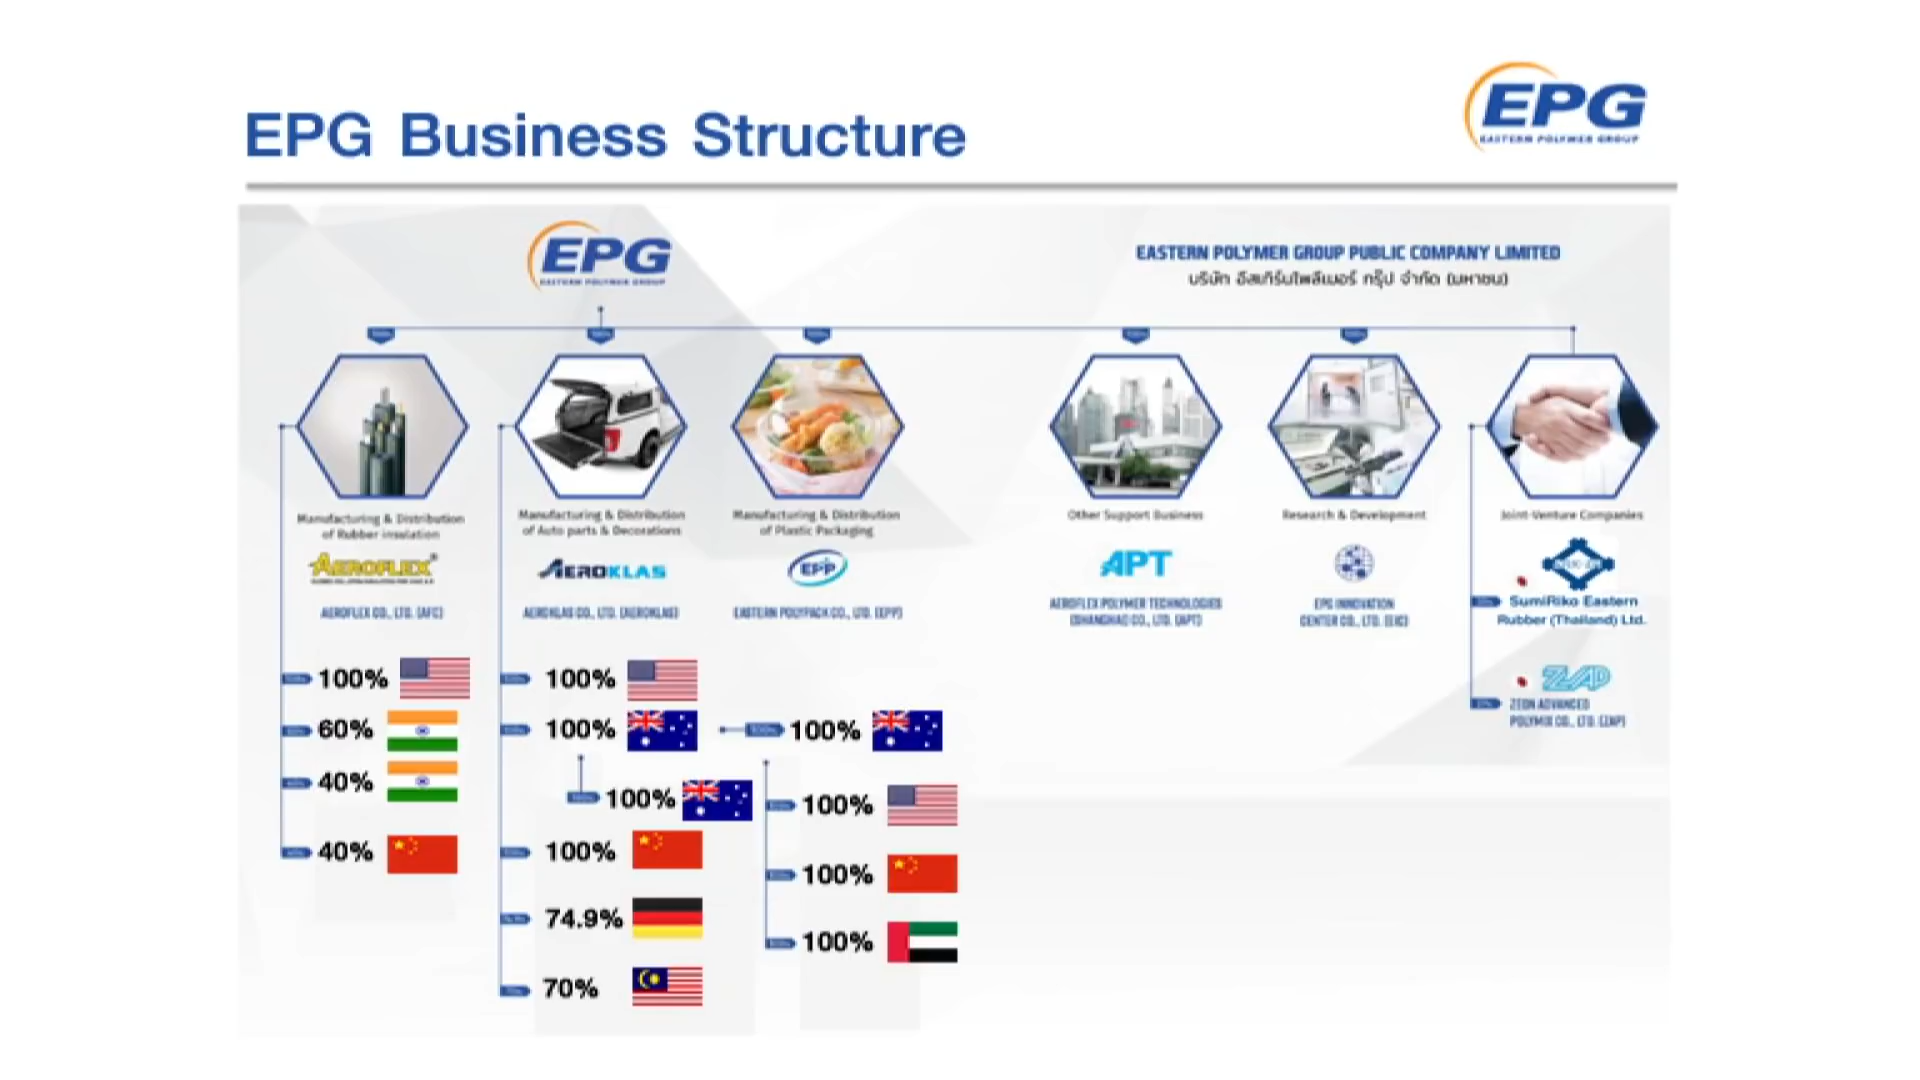 EPG Business Structure
EPG
EASTERN POLYMER GROUP
EPG
EASTERN POLYMER GROUP
EASTERN POLYMER GROUP PUBLIC COMPANY LIMITED
บริษัท อีสเทิร์นโพลีเมอร์ กรุ๊ป จำกัด (มหาชน)
Manufacturing & Distribution
of Rubber insulation
AEROFLEX®
AEROFLEX CO., LTD. (AFC)
100%
60%
40%
40%
Manufacturing & Distribution
of Auto parts & Decorations
AEROKLAS
AEROKLAS CO., LTD. (AEROKLAS)
100%
100%
100%
100%
74.9%
70%
Manufacturing & Distribution
of Plastic Packaging
EPP
EASTERN POLYPACK CO., LTD. (EPP)
100%
100%
100%
100%
Other Support Business
APT
AEROFLEX POLYMER TECHNOLOGIES
(SHANGHAI) CO., LTD. (APT)
Research & Development
EPG INNOVATION
CENTER CO., LTD. (EIC)
Joint-Venture Companies
SumiRiko Eastern
Rubber (Thailand) Ltd.
ZAP
ZEON ADVANCED
POLYMIX CO., LTD. (ZAP)